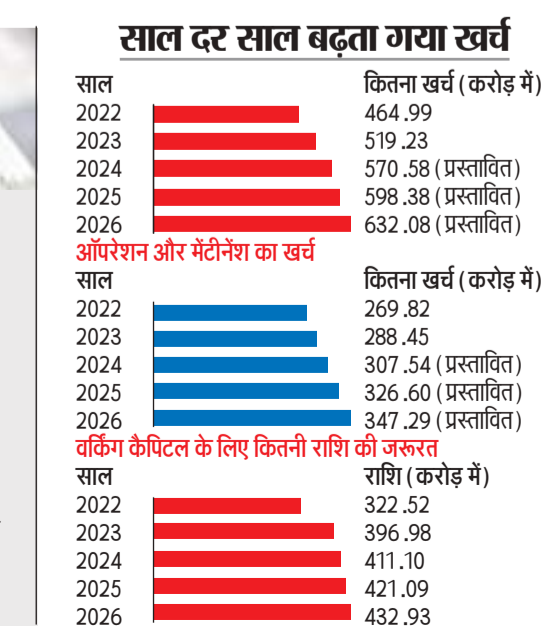 साल दर साल बढ़ता गया खर्च
साल कितना खर्च (करोड़ में)
2022 464.99
2023 519.23
2024 570.58 (प्रस्तावित)
2025 598.38 (प्रस्तावित)
2026 632.08 (प्रस्तावित)
ऑपरेशन और मेंटीनेंश का खर्च
साल कितना खर्च (करोड़ में)
2022 269.82
2023 288.45
2024 307.54 (प्रस्तावित)
2025 326.60 (प्रस्तावित)
2026 347.29 (प्रस्तावित)
वर्किंग कैपिटल के लिए कितनी राशि की जरूरत
साल राशि (करोड़ में)
2022 322.52
2023 396.98
2024 411.10
2025 421.09
2026 432.93